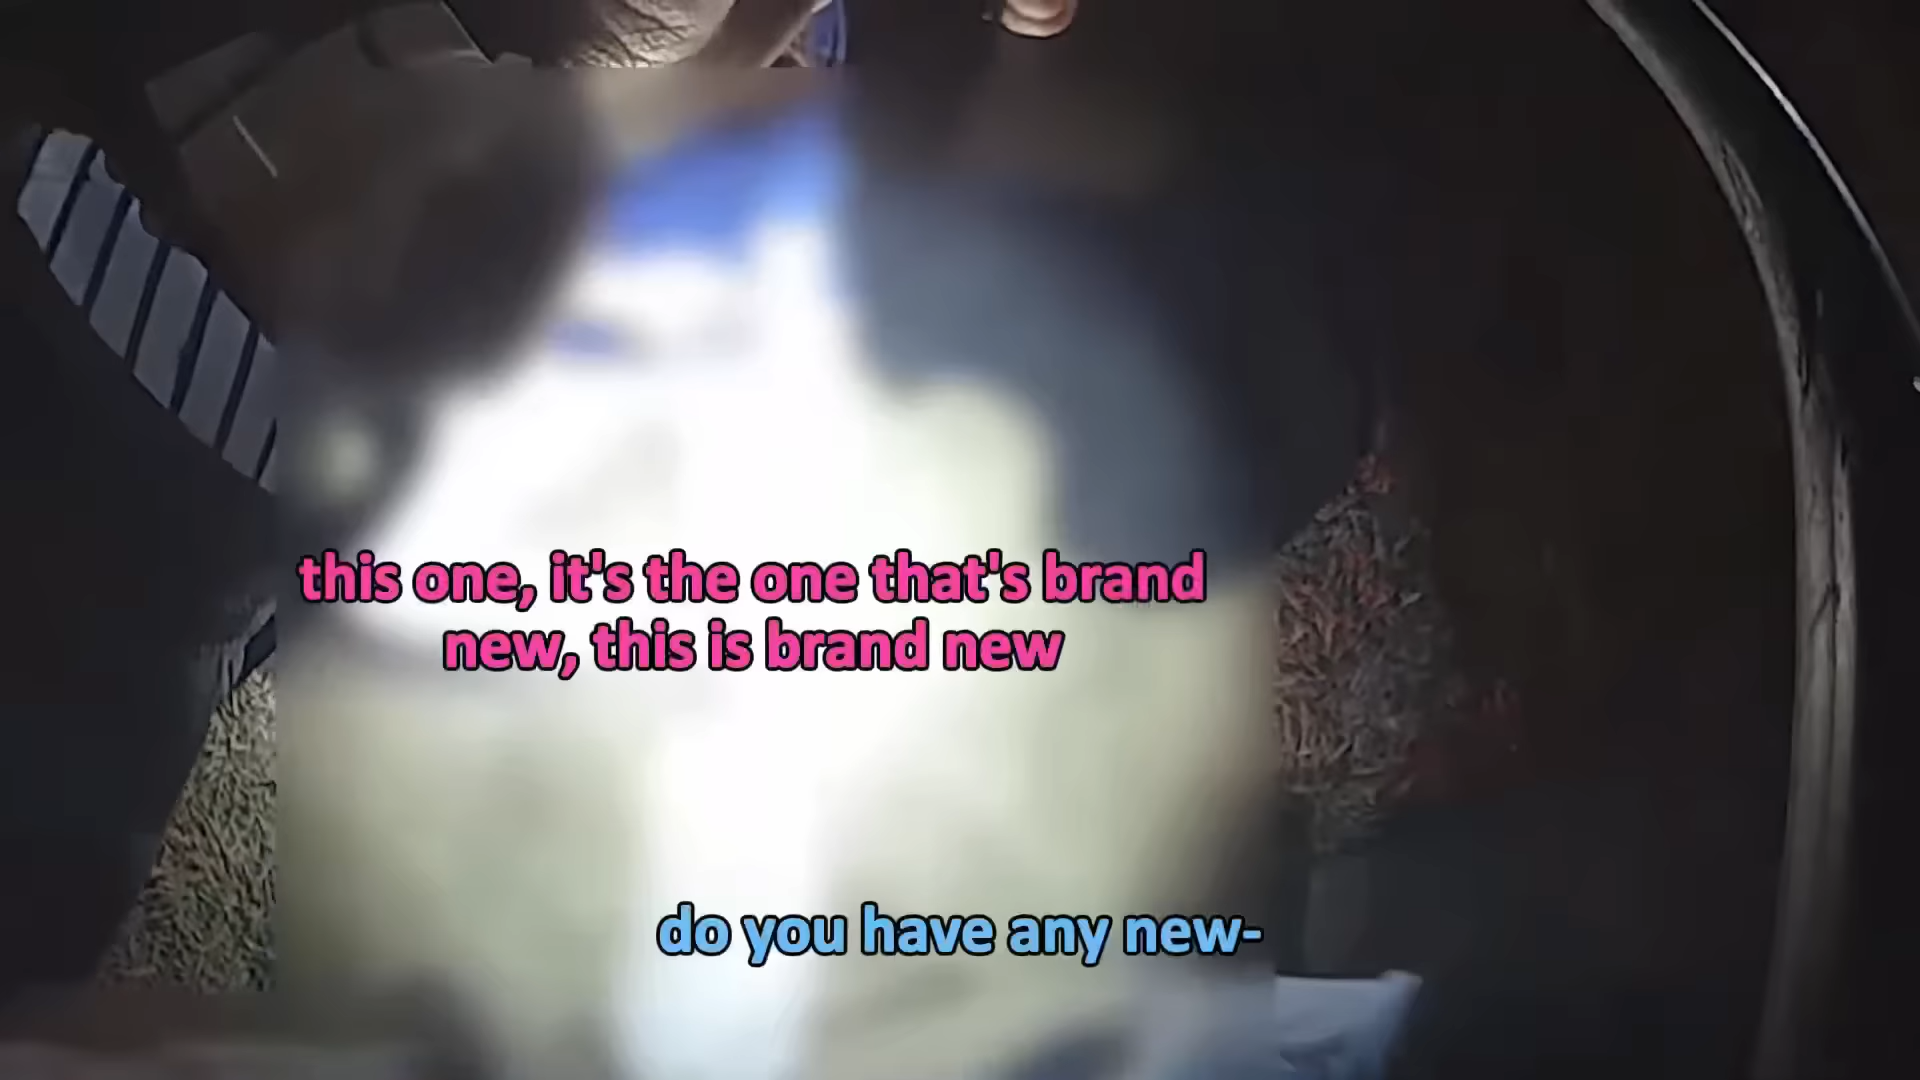 this one, it's the one that's brand
new, this is brand new
do you have any new-